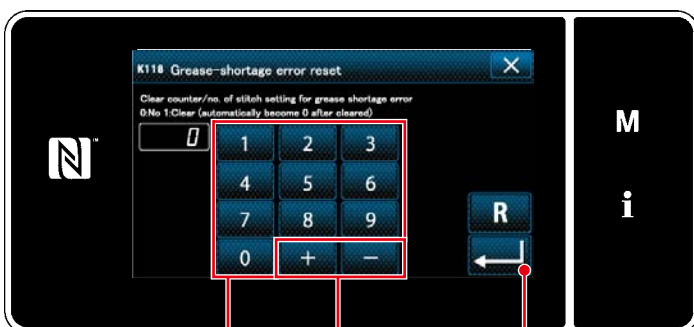 K118 Grease-shortage error reset
Clear counter/no. of stitch setting for grease shortage error
0:No 1:Clear (automatically become 0 after cleared)
0
1 2 3
4 5 6
7 8 9
0 + −
R
M
i
N